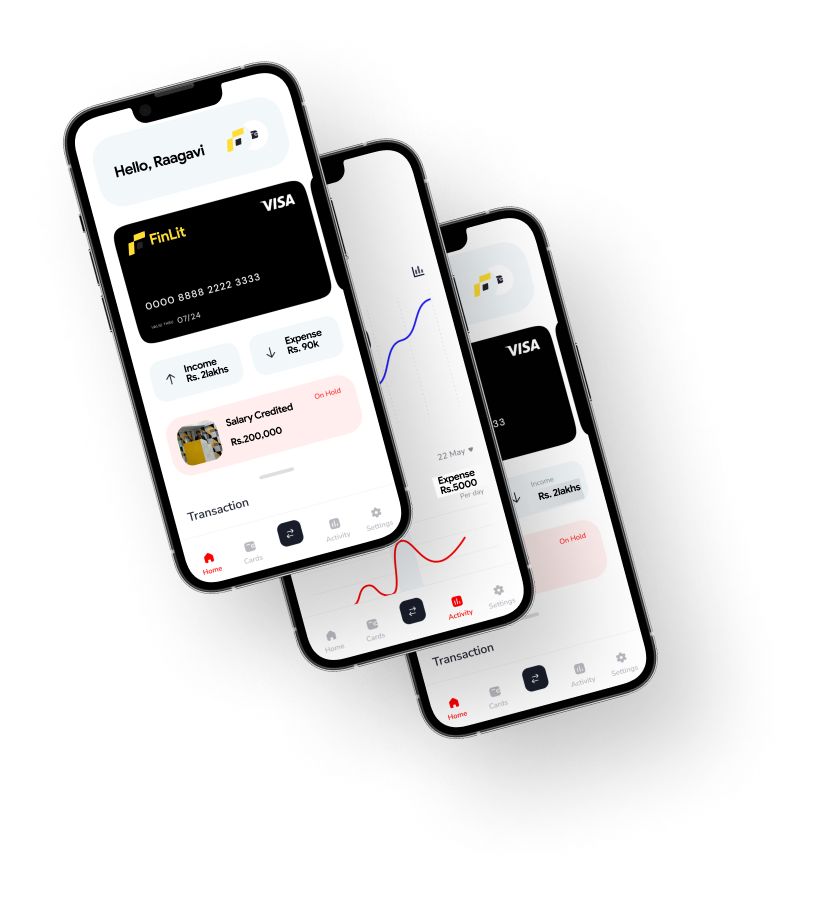 Hello, Raagavi
VISA
FinLit
0000 8888 2222 3333
VALID THRU 07/24
Income
Rs. 2lakhs
Expense
Rs. 90k
On Hold
Salary Credited
Rs.200,000
Transaction
Home
Cards
Activity
Settings
22 May
Expense
Rs.5000
Per day
Home
Cards
Activity
Settings
VISA
33
Income
Rs. 2lakhs
On Hold
Transaction
Home
Cards
Activity
Settings